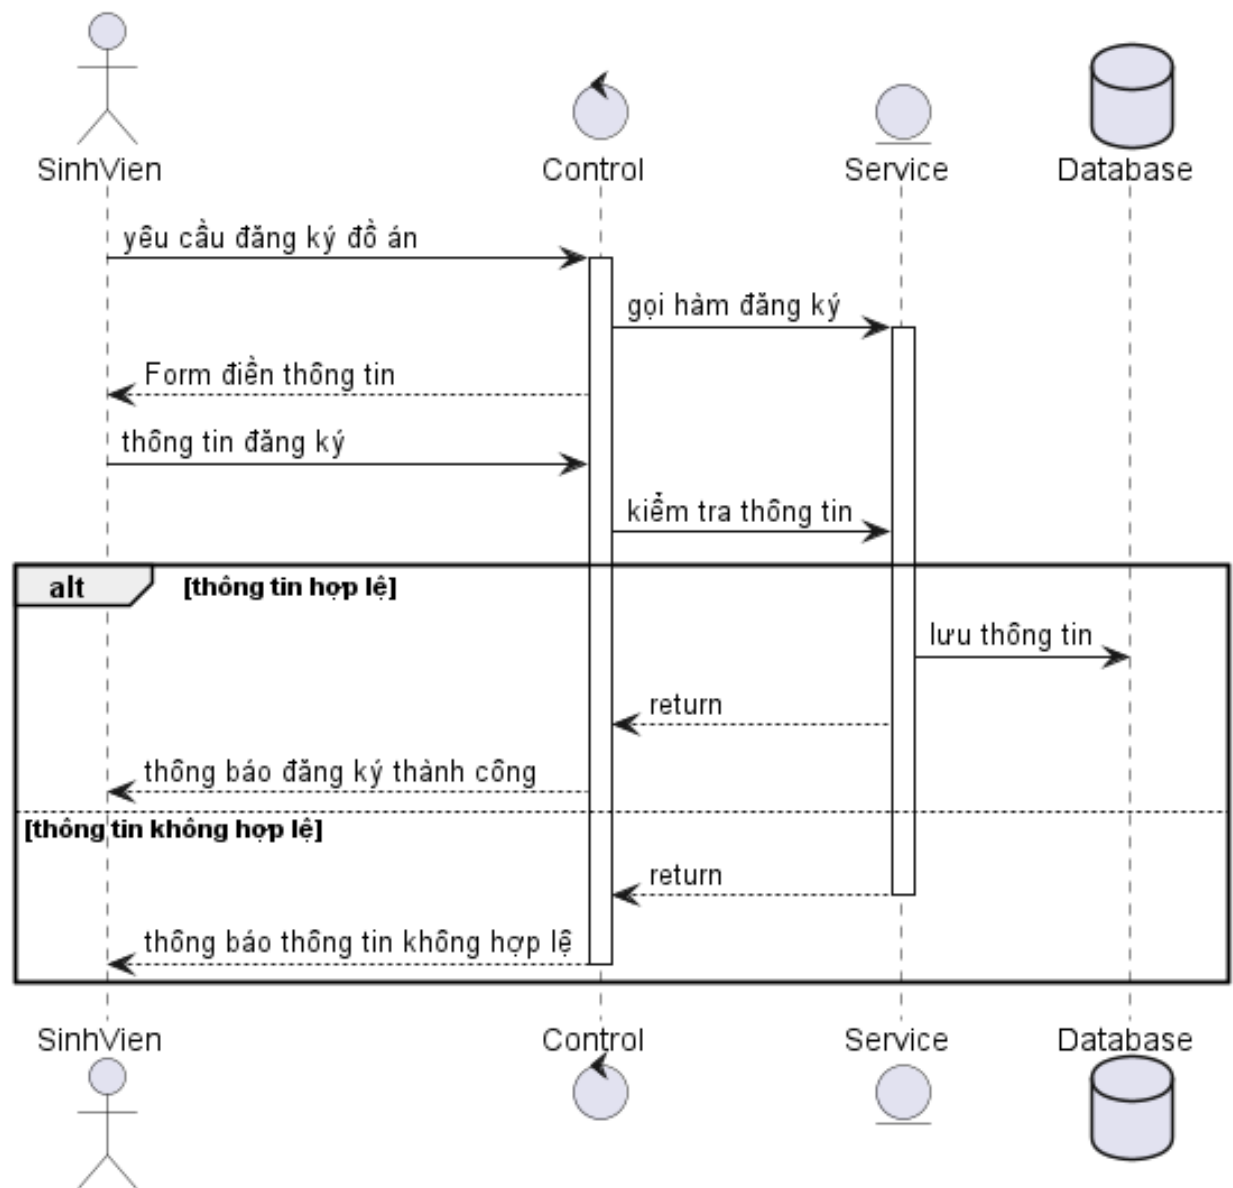 SinhVien
Control
Service
Database
yêu cầu đăng ký đồ án
gọi hàm đăng ký
Form điền thông tin
thông tin đăng ký
kiểm tra thông tin
alt [thông tin hợp lệ]
lưu thông tin
return
thông báo đăng ký thành công
[thông tin không hợp lệ]
return
thông báo thông tin không hợp lệ
SinhVien
Control
Service
Database